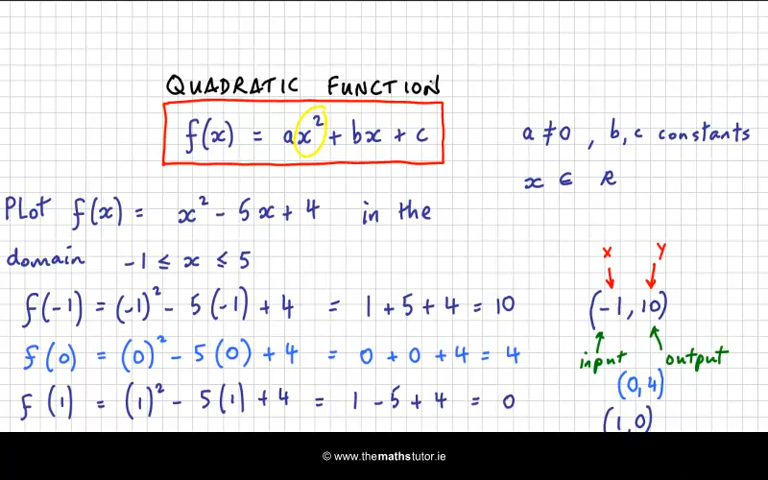 QUADRATIC FUNCTION
f(x) = ax² + bx + c
a ≠ 0 , b, c constants
x ∈ R
PLOT f(x) = x² - 5x + 4 in the
domain -1 ≤ x ≤ 5
x y
f(-1) = (-1)² - 5(-1) + 4 = 1 + 5 + 4 = 10 (-1, 10)
input output
f(0) = (0)² - 5(0) + 4 = 0 + 0 + 4 = 4 (0, 4)
f(1) = (1)² - 5(1) + 4 = 1 - 5 + 4 = 0 (1, 0)
© www.themathstutor.ie